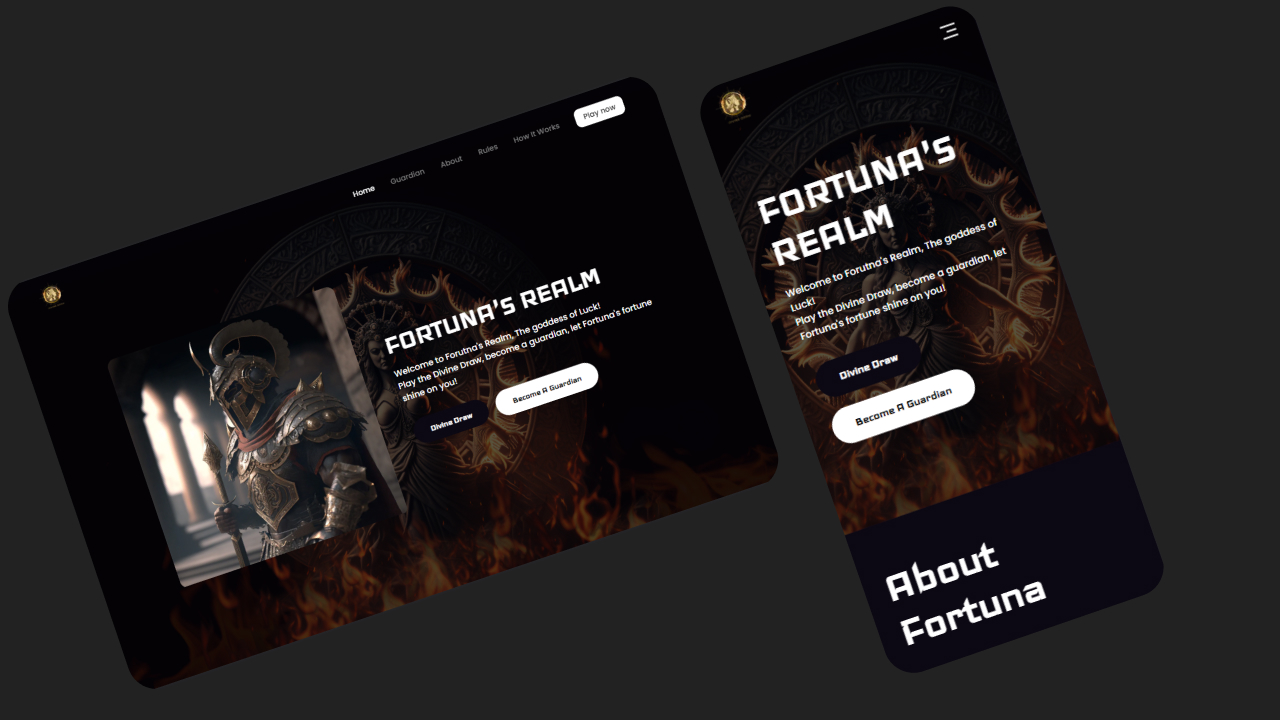 Home
Guardian
About
Rules
How It Works
Play now
FORTUNA'S REALM
Welcome to Forutna's Realm, The goddess of Luck!
Play the Divine Draw, become a guardian, let Fortuna's fortune
shine on you!
Divine Draw
Become A Guardian
FORTUNA'S
REALM
Welcome to Forutna's Realm, The goddess of
Luck!
Play the Divine Draw, become a guardian, let
Fortuna's fortune shine on you!
Divine Draw
Become A Guardian
About
Fortuna